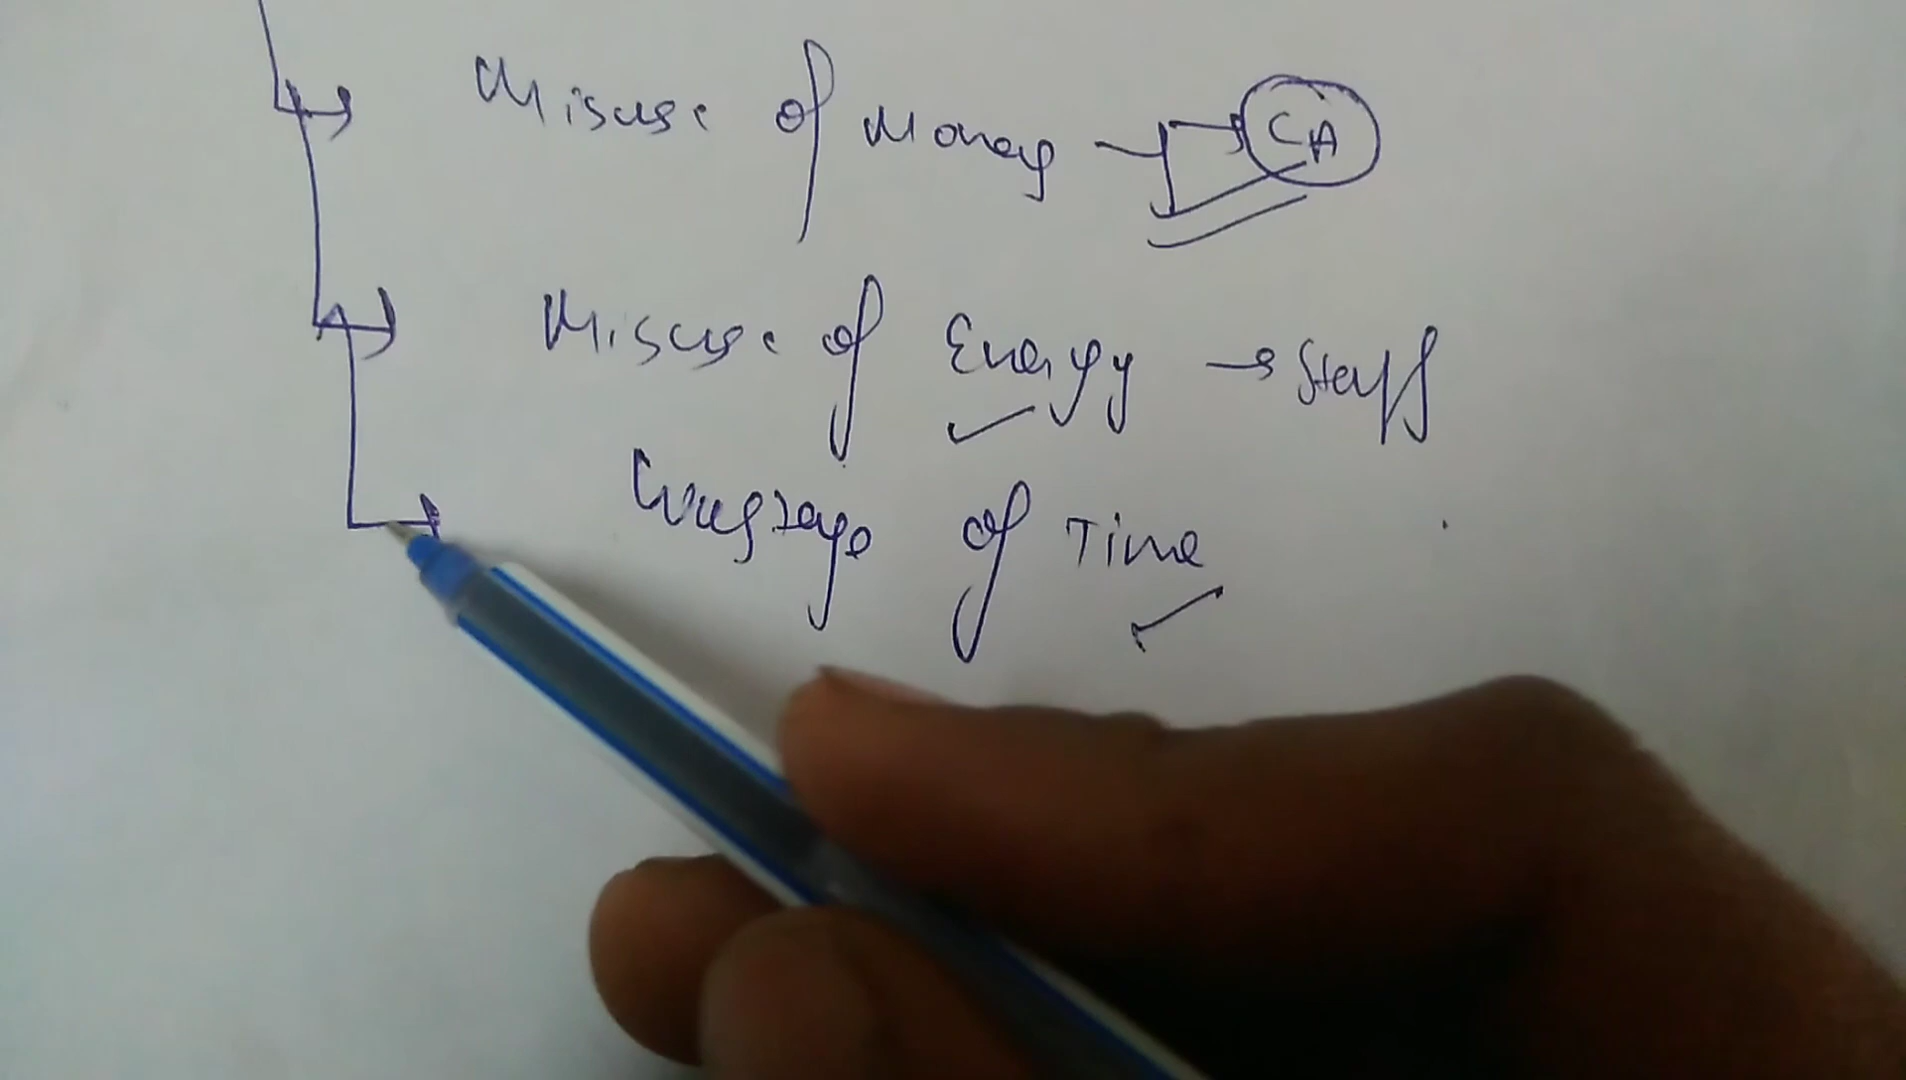 Misuse of Money → CA
Misuse of Energy → Staff
Wastage of Time